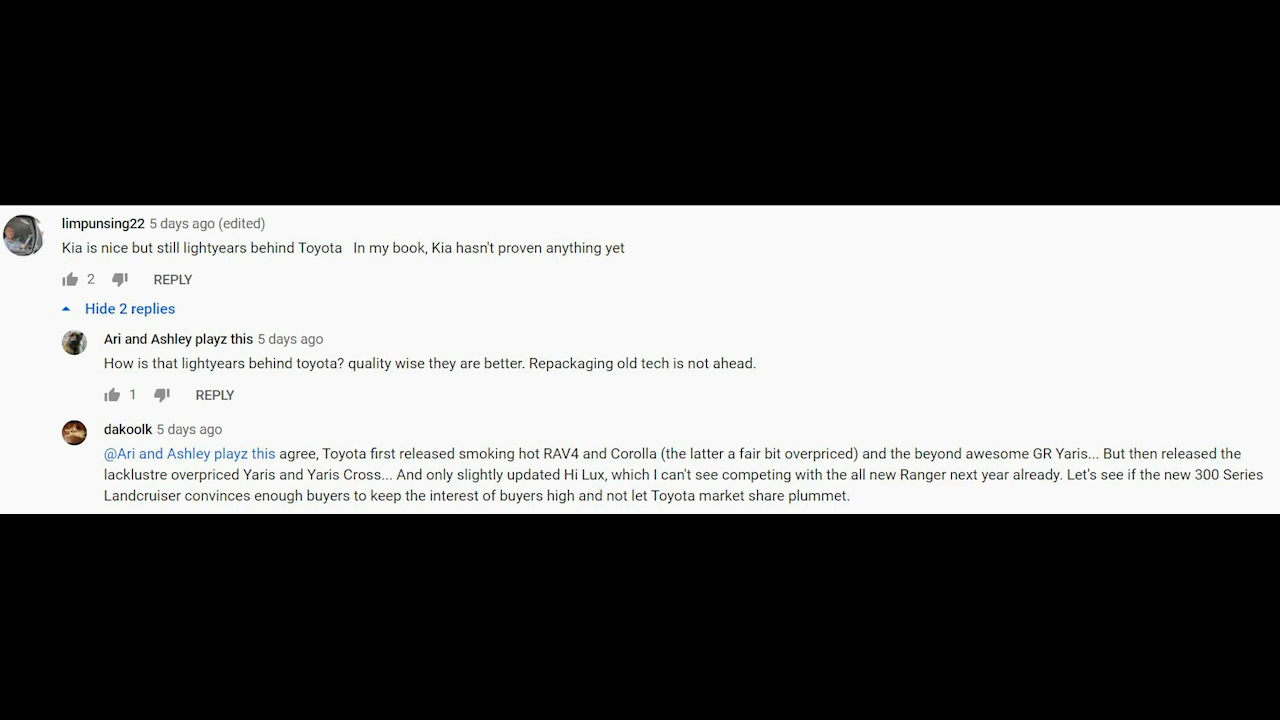 limpunsing22 5 days ago (edited)
Kia is nice but still lightyears behind Toyota   In my book, Kia hasn't proven anything yet
2 REPLY
Hide 2 replies
Ari and Ashley playz this 5 days ago
How is that lightyears behind toyota? quality wise they are better. Repackaging old tech is not ahead.
1 REPLY
dakoolk 5 days ago
@Ari and Ashley playz this agree, Toyota first released smoking hot RAV4 and Corolla (the latter a fair bit overpriced) and the beyond awesome GR Yaris... But then released the
lacklustre overpriced Yaris and Yaris Cross... And only slightly updated Hi Lux, which I can't see competing with the all new Ranger next year already. Let's see if the new 300 Series
Landcruiser convinces enough buyers to keep the interest of buyers high and not let Toyota market share plummet.